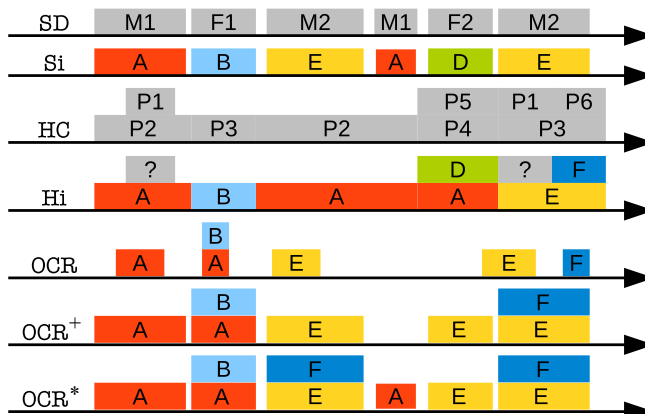 SD M1 F1 M2 M1 F2 M2
Si A B E A D E
P1 P5 P1 P6
HC P2 P3 P2 P4 P3
? D ? F
Hi A B A A E
B
OCR A A E E F
B F
OCR+ A A E E E
B F F
OCR* A A E A E E